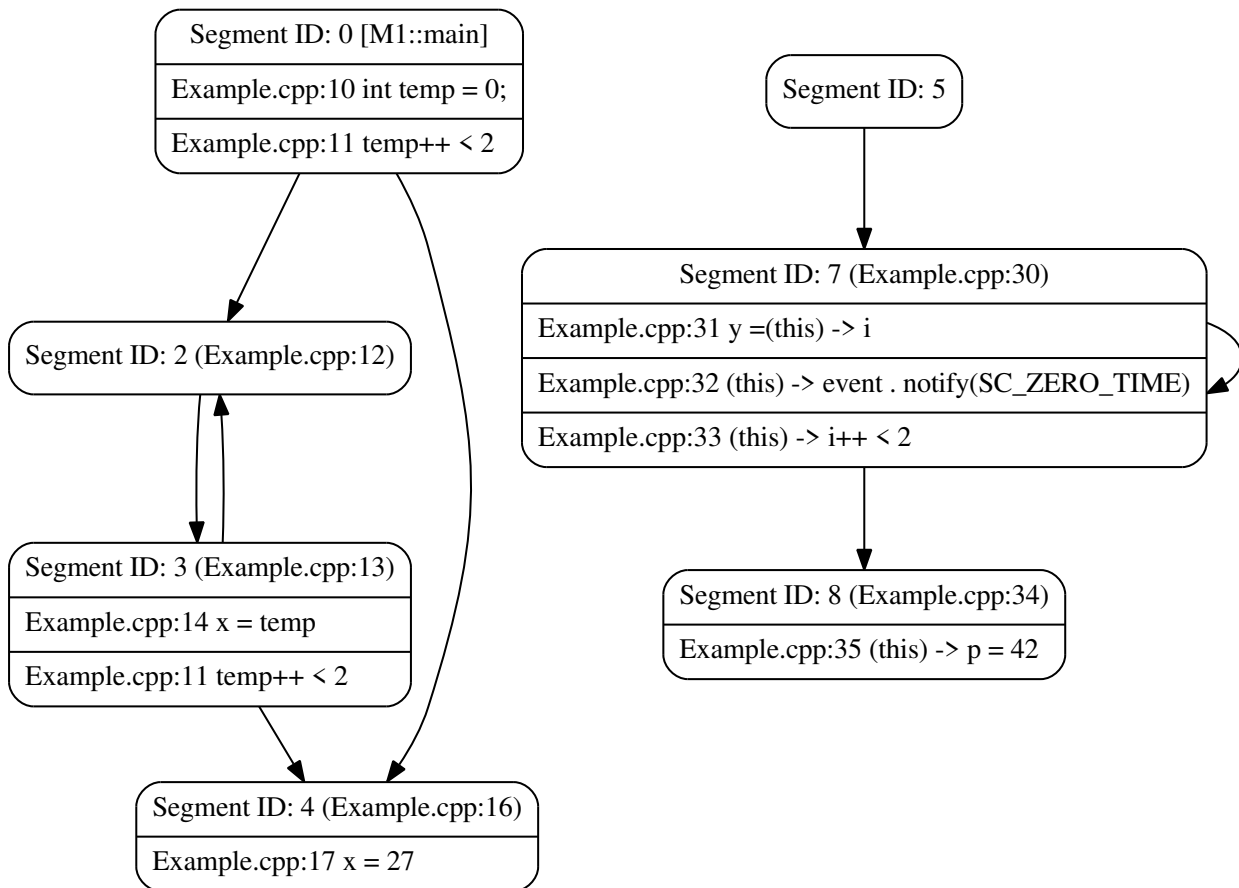 Segment ID: 0 [M1::main]
Example.cpp:10 int temp = 0;
Example.cpp:11 temp++ < 2
Segment ID: 2 (Example.cpp:12)
Segment ID: 3 (Example.cpp:13)
Example.cpp:14 x = temp
Example.cpp:11 temp++ < 2
Segment ID: 4 (Example.cpp:16)
Example.cpp:17 x = 27
Segment ID: 5
Segment ID: 7 (Example.cpp:30)
Example.cpp:31 y =(this) -> i
Example.cpp:32 (this) -> event . notify(SC_ZERO_TIME)
Example.cpp:33 (this) -> i++ < 2
Segment ID: 8 (Example.cpp:34)
Example.cpp:35 (this) -> p = 42